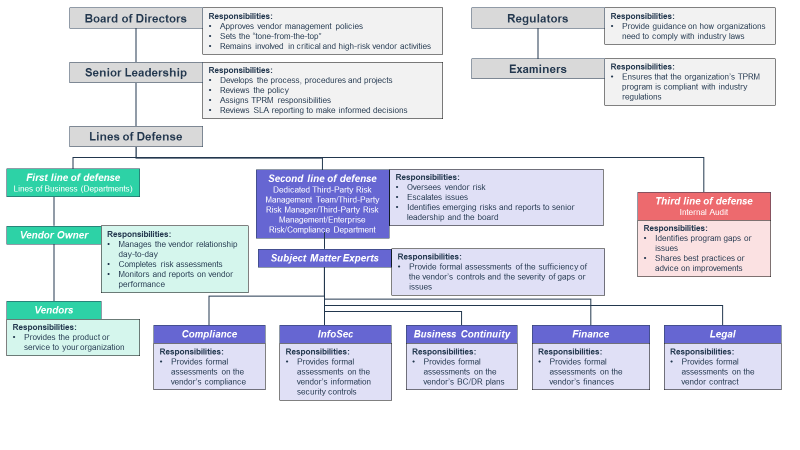 Board of Directors
Responsibilities:
• Approves vendor management policies
• Sets the "tone-from-the-top"
• Remains involved in critical and high-risk vendor activities
Regulators
Responsibilities:
• Provide guidance on how organizations
need to comply with industry laws
Senior Leadership
Responsibilities:
• Develops the process, procedures and projects
• Reviews the policy
• Assigns TPRM responsibilities
• Reviews SLA reporting to make informed decisions
Examiners
Responsibilities:
• Ensures that the organization's TPRM
program is compliant with industry
regulations
Lines of Defense
First line of defense
Lines of Business (Departments)
Second line of defense
Dedicated Third-Party Risk
Management Team/Third-Party
Risk Manager/Third-Party Risk
Management/Enterprise
Risk/Compliance Department
Responsibilities:
• Oversees vendor risk
• Escalates issues
• Identifies emerging risks and reports to senior
leadership and the board
Third line of defense
Internal Audit
Responsibilities:
• Identifies program gaps or
issues
• Shares best practices or
advice on improvements
Vendor Owner
Responsibilities:
• Manages the vendor relationship
day-to-day
• Completes risk assessments
• Monitors and reports on vendor
performance
Subject Matter Experts
Responsibilities:
• Provide formal assessments of the sufficiency of
the vendor's controls and the severity of gaps or
issues
Vendors
Responsibilities:
• Provides the product or
service to your organization
Compliance
Responsibilities:
• Provides formal
assessments on the
vendor's compliance
InfoSec
Responsibilities:
• Provides formal
assessments on the
vendor's information
security controls
Business Continuity
Responsibilities:
• Provides formal
assessments on the
vendor's BC/DR plans
Finance
Responsibilities:
• Provides formal
assessments on the
vendor's finances
Legal
Responsibilities:
• Provides formal
assessments on the
vendor contract